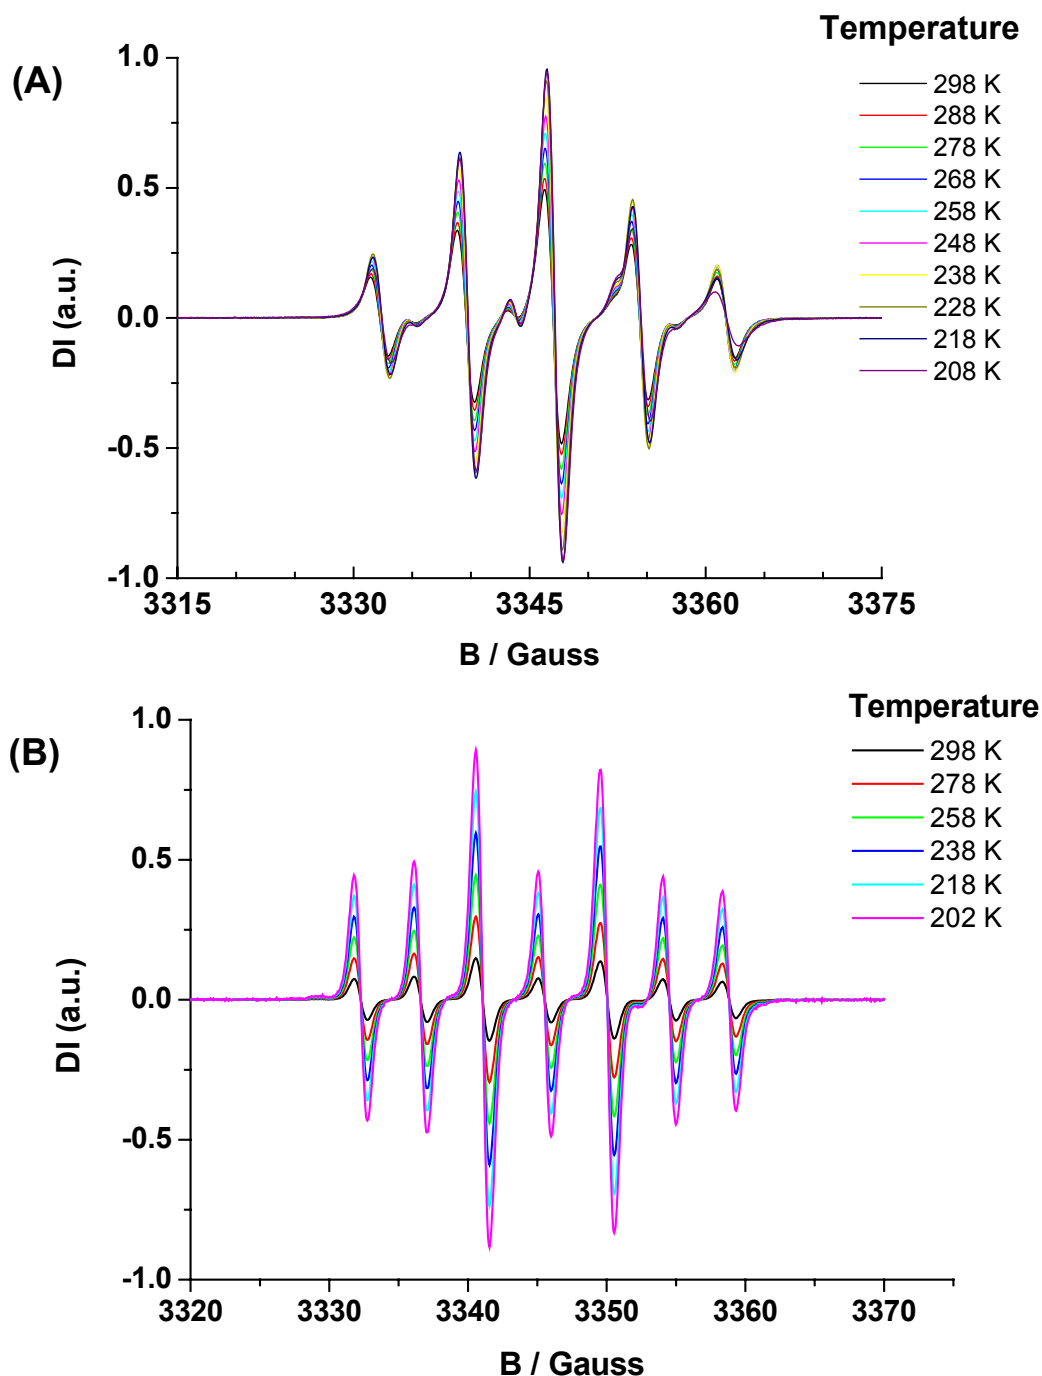 Temperature
(A)
298 K
288 K
278 K
268 K
258 K
248 K
238 K
228 K
218 K
208 K
1.0
0.5
0.0
-0.5
-1.0
DI (a.u.)
3315 3330 3345 3360 3375
B / Gauss
Temperature
(B)
298 K
278 K
258 K
238 K
218 K
202 K
1.0
0.5
0.0
-0.5
-1.0
DI (a.u.)
3320 3330 3340 3350 3360 3370
B / Gauss